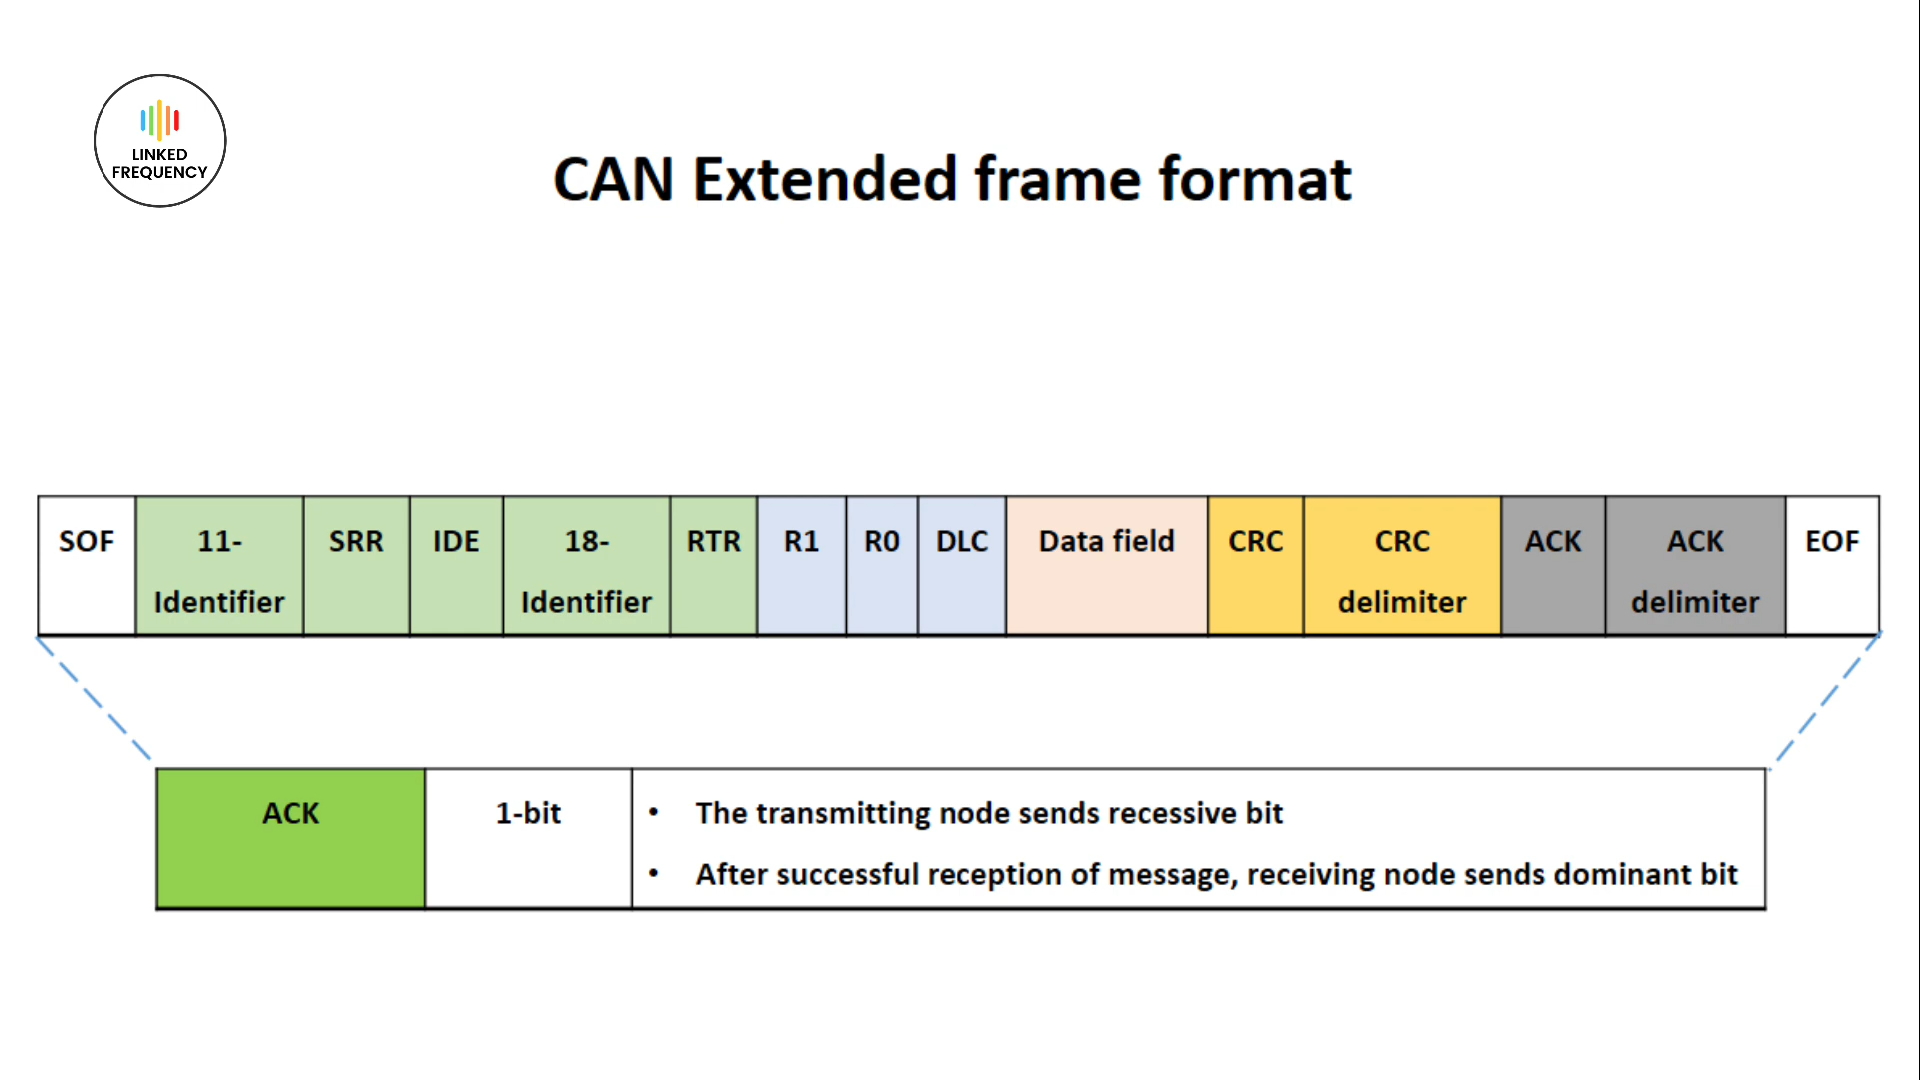 LINKED
FREQUENCY
CAN Extended frame format
SOF
11-
Identifier
SRR
IDE
18-
Identifier
RTR
R1
R0
DLC
Data field
CRC
CRC
delimiter
ACK
ACK
delimiter
EOF
ACK
1-bit
• The transmitting node sends recessive bit
• After successful reception of message, receiving node sends dominant bit